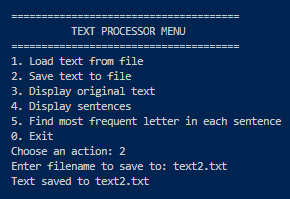 ======================================
TEXT PROCESSOR MENU
======================================
1. Load text from file
2. Save text to file
3. Display original text
4. Display sentences
5. Find most frequent letter in each sentence
0. Exit
Choose an action: 2
Enter filename to save to: text2.txt
Text saved to text2.txt